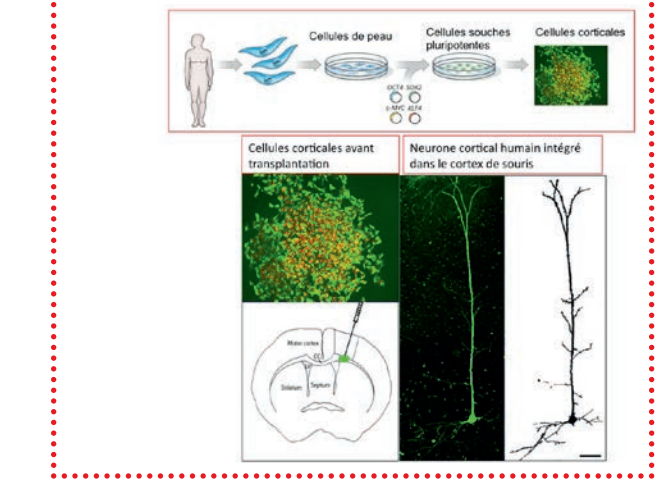 Cellules de peau
Cellules souches
pluripotentes
Cellules corticales
OCT4 SOX2
c-MYC KLF4
Cellules corticales avant
transplantation
Neurone cortical humain intégré
dans le cortex de souris
Motor cortex
CC
Striatum
Septum